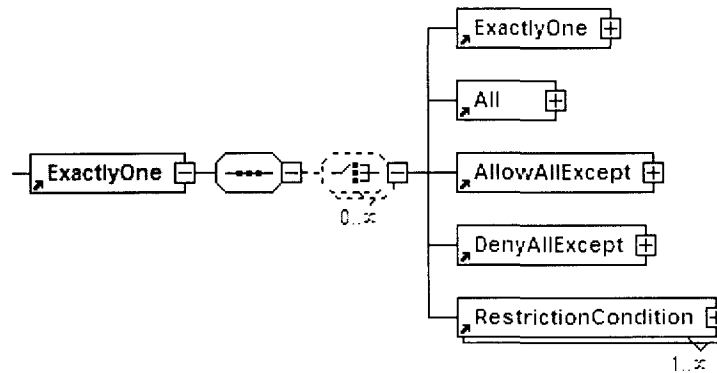 ExactlyOne
All
ExactlyOne
AllowAllExcept
0..∞
DenyAllExcept
RestrictionCondition
1..∞